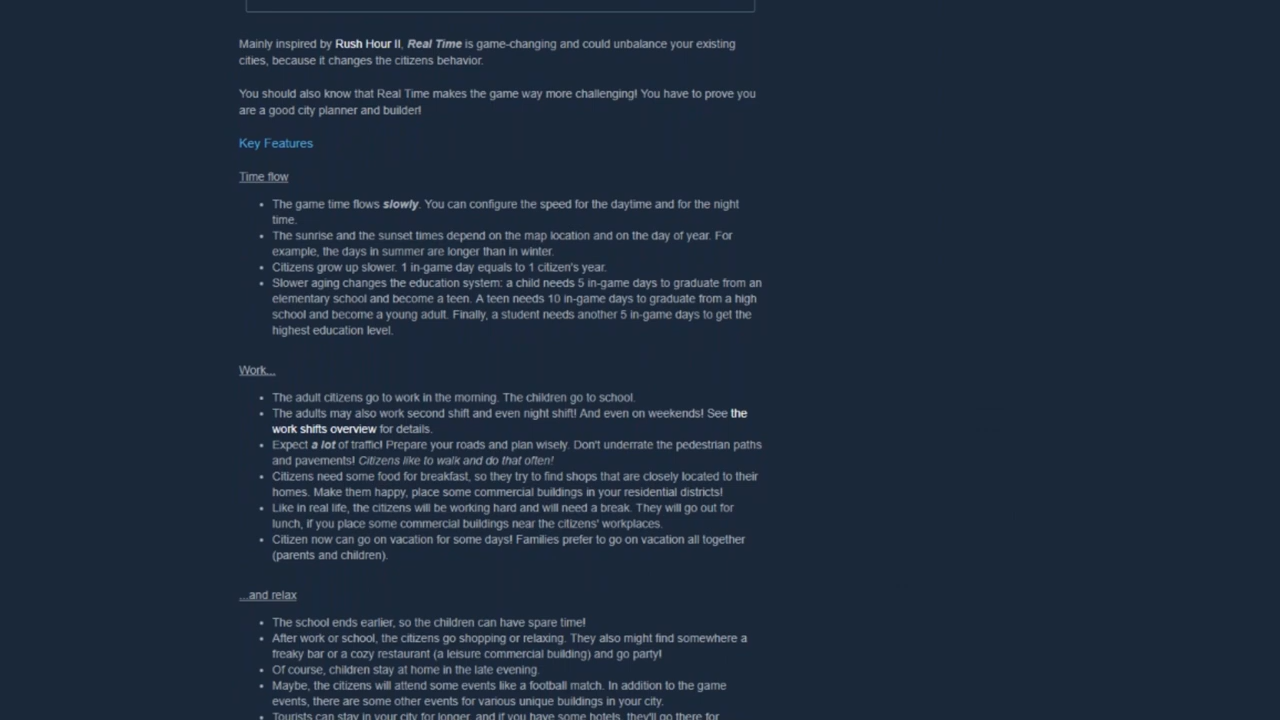 Mainly inspired by Rush Hour II, Real Time is game-changing and could unbalance your existing
cities, because it changes the citizens behavior.
You should also know that Real Time makes the game way more challenging! You have to prove you
are a good city planner and builder!
Key Features
Time flow
• The game time flows slowly. You can configure the speed for the daytime and for the night
time.
• The sunrise and the sunset times depend on the map location and on the day of year. For
example, the days in summer are longer than in winter.
• Citizens grow up slower. 1 in-game day equals to 1 citizen's year.
• Slower aging changes the education system: a child needs 5 in-game days to graduate from an
elementary school and become a teen. A teen needs 10 in-game days to graduate from a high
school and become a young adult. Finally, a student needs another 5 in-game days to get the
highest education level.
Work...
• The adult citizens go to work in the morning. The children go to school.
• The adults may also work second shift and even night shift! And even on weekends! See the
work shifts overview for details.
• Expect a lot of traffic! Prepare your roads and plan wisely. Don't underrate the pedestrian paths
and pavements! Citizens like to walk and do that often!
• Citizens need some food for breakfast, so they try to find shops that are closely located to their
homes. Make them happy, place some commercial buildings in your residential districts!
• Like in real life, the citizens will be working hard and will need a break. They will go out for
lunch, if you place some commercial buildings near the citizens' workplaces.
• Citizen now can go on vacation for some days! Families prefer to go on vacation all together
(parents and children).
...and relax
• The school ends earlier, so the children can have spare time!
• After work or school, the citizens go shopping or relaxing. They also might find somewhere a
freaky bar or a cozy restaurant (a leisure commercial building) and go party!
• Of course, children stay at home in the late evening.
• Maybe, the citizens will attend some events like a football match. In addition to the game
events, there are some other events for various unique buildings in your city.
• Tourists can stay in your city for longer, and if you have some hotels, they'll go there for